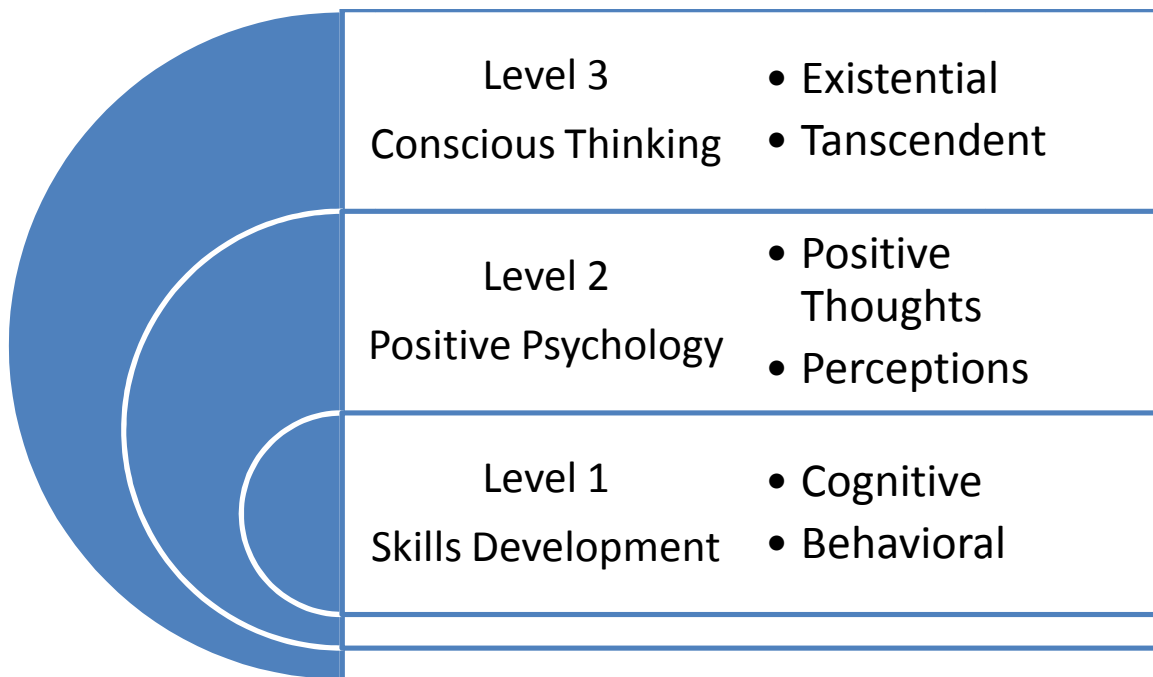 Level 3
Conscious Thinking
• Existential
• Tanscendent
Level 2
Positive Psychology
• Positive
Thoughts
• Perceptions
Level 1
Skills Development
• Cognitive
• Behavioral